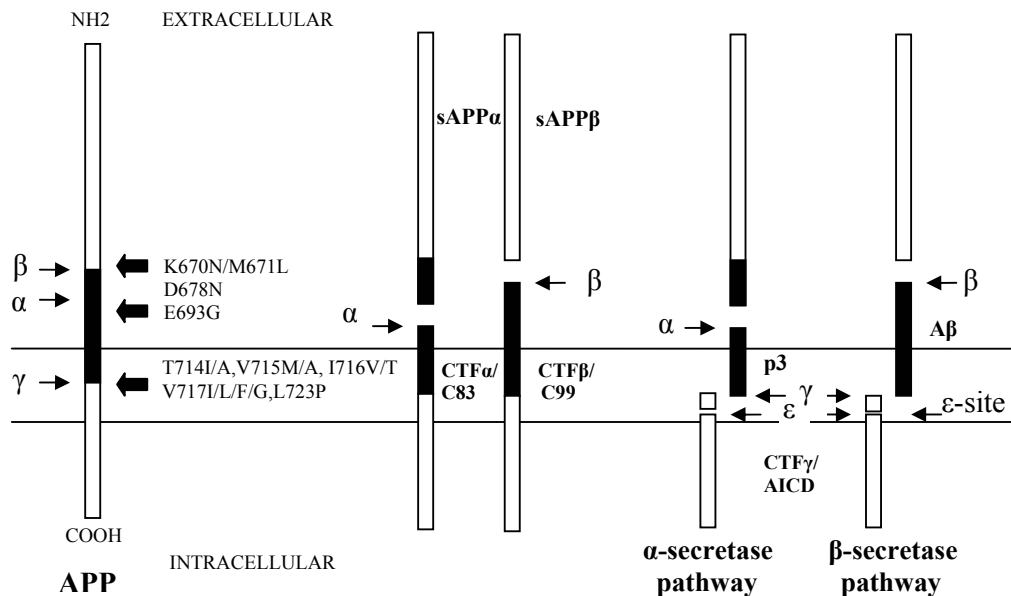 NH2
EXTRACELLULAR
sAPPα
sAPPβ
β
K670N/M671L
D678N
E693G
α
β
β
α
α
Aβ
γ
T714I/A,V715M/A, I716V/T
V717I/L/F/G,L723P
CTFα/
C83
CTFβ/
C99
p3
γ
ε
ε-site
CTFγ/
AICD
COOH
INTRACELLULAR
APP
α-secretase
pathway
β-secretase
pathway